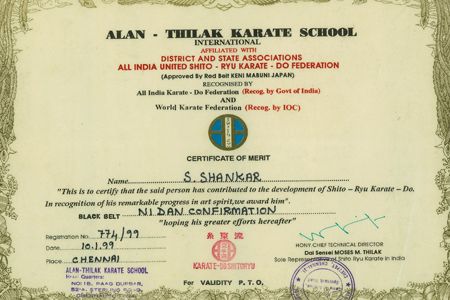 ALAN - THILAK KARATE SCHOOL
INTERNATIONAL
AFFILIATED WITH
DISTRICT AND STATE ASSOCIATIONS
ALL INDIA UNITED SHITO - RYU KARATE - DO FEDERATION
(Approved By Red Belt KENI MABUNI JAPAN)
RECOGNISED BY
All India Karate - Do Federation (Recog. by Govt of India)
AND
World Karate Federation (Recog. by IOC)
CERTIFICATE OF MERIT
Name S. SHANKAR
"This is to certify that the said person has contributed to the development of Shito - Ryu Karate - Do.
In recognition of his remarkable progress in art spirit,we award him".
BLACK BELT NIDAN CONFIRMATION
"hoping his greater efforts hereafter"
Registration No 774/99
Date 10.1.99
Place CHENNAI
糸東流
KARATE-DO SHITORYU
HONY. CHIEF TECHNICAL DIRECTOR
Dai Sensei MOSES M. THILAK
Sole Representative of Shito Ryu Karate in India
ALAN-THILAK KARATE SCHOOL
Head Quarters:
For VALIDITY P. T. O,